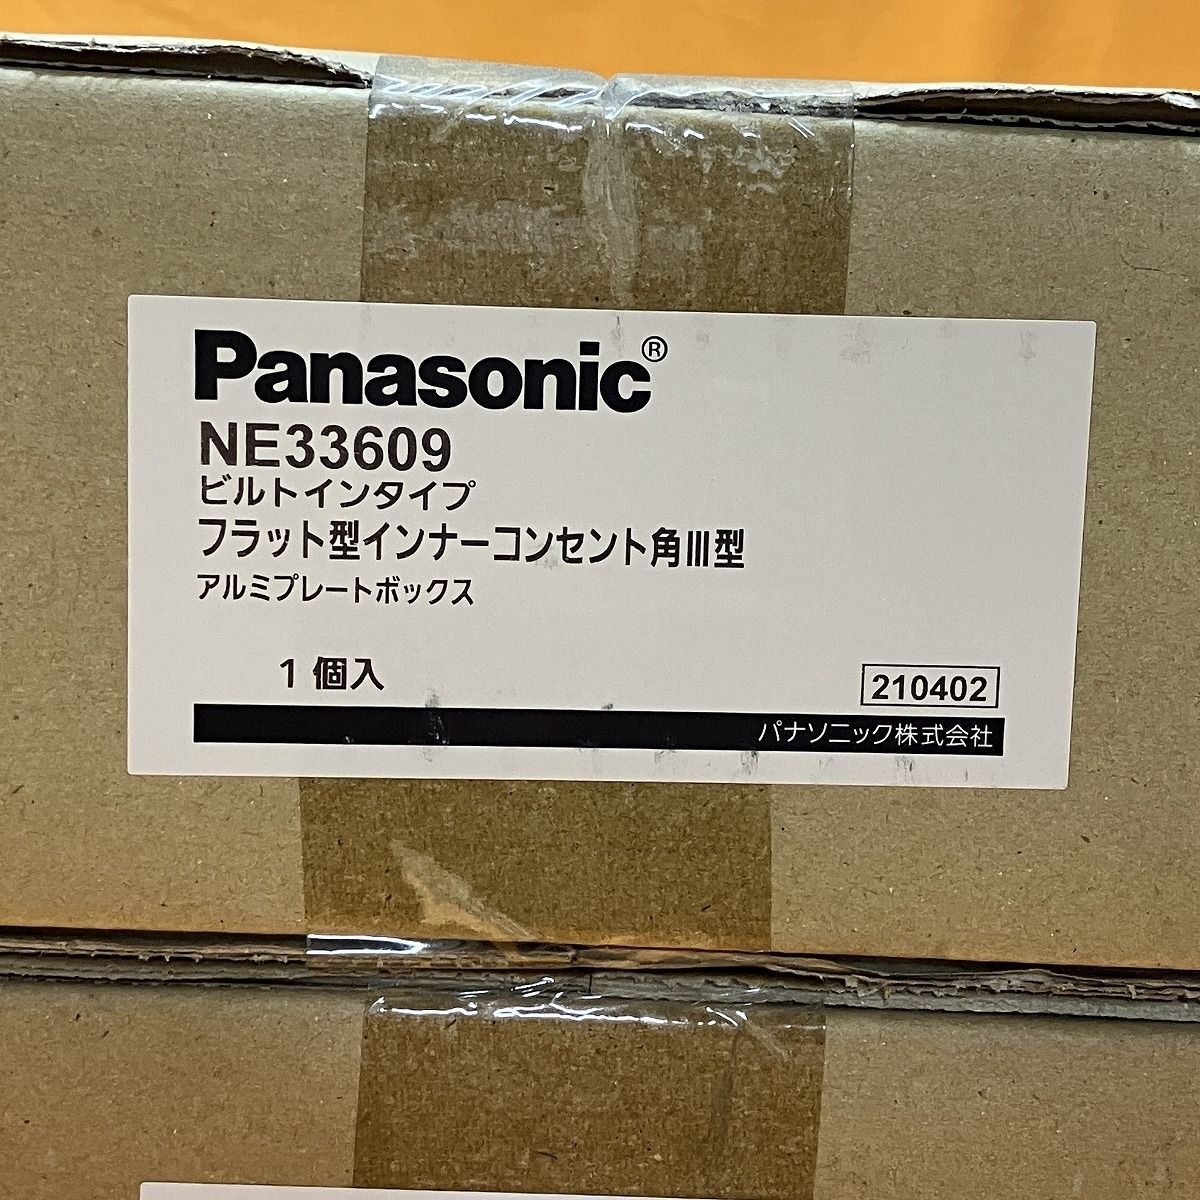 Panasonic®
NE33609
ビルトインタイプ
フラット型インナーコンセント角Ⅲ型
アルミプレートボックス
1個入
210402
パナソニック株式会社